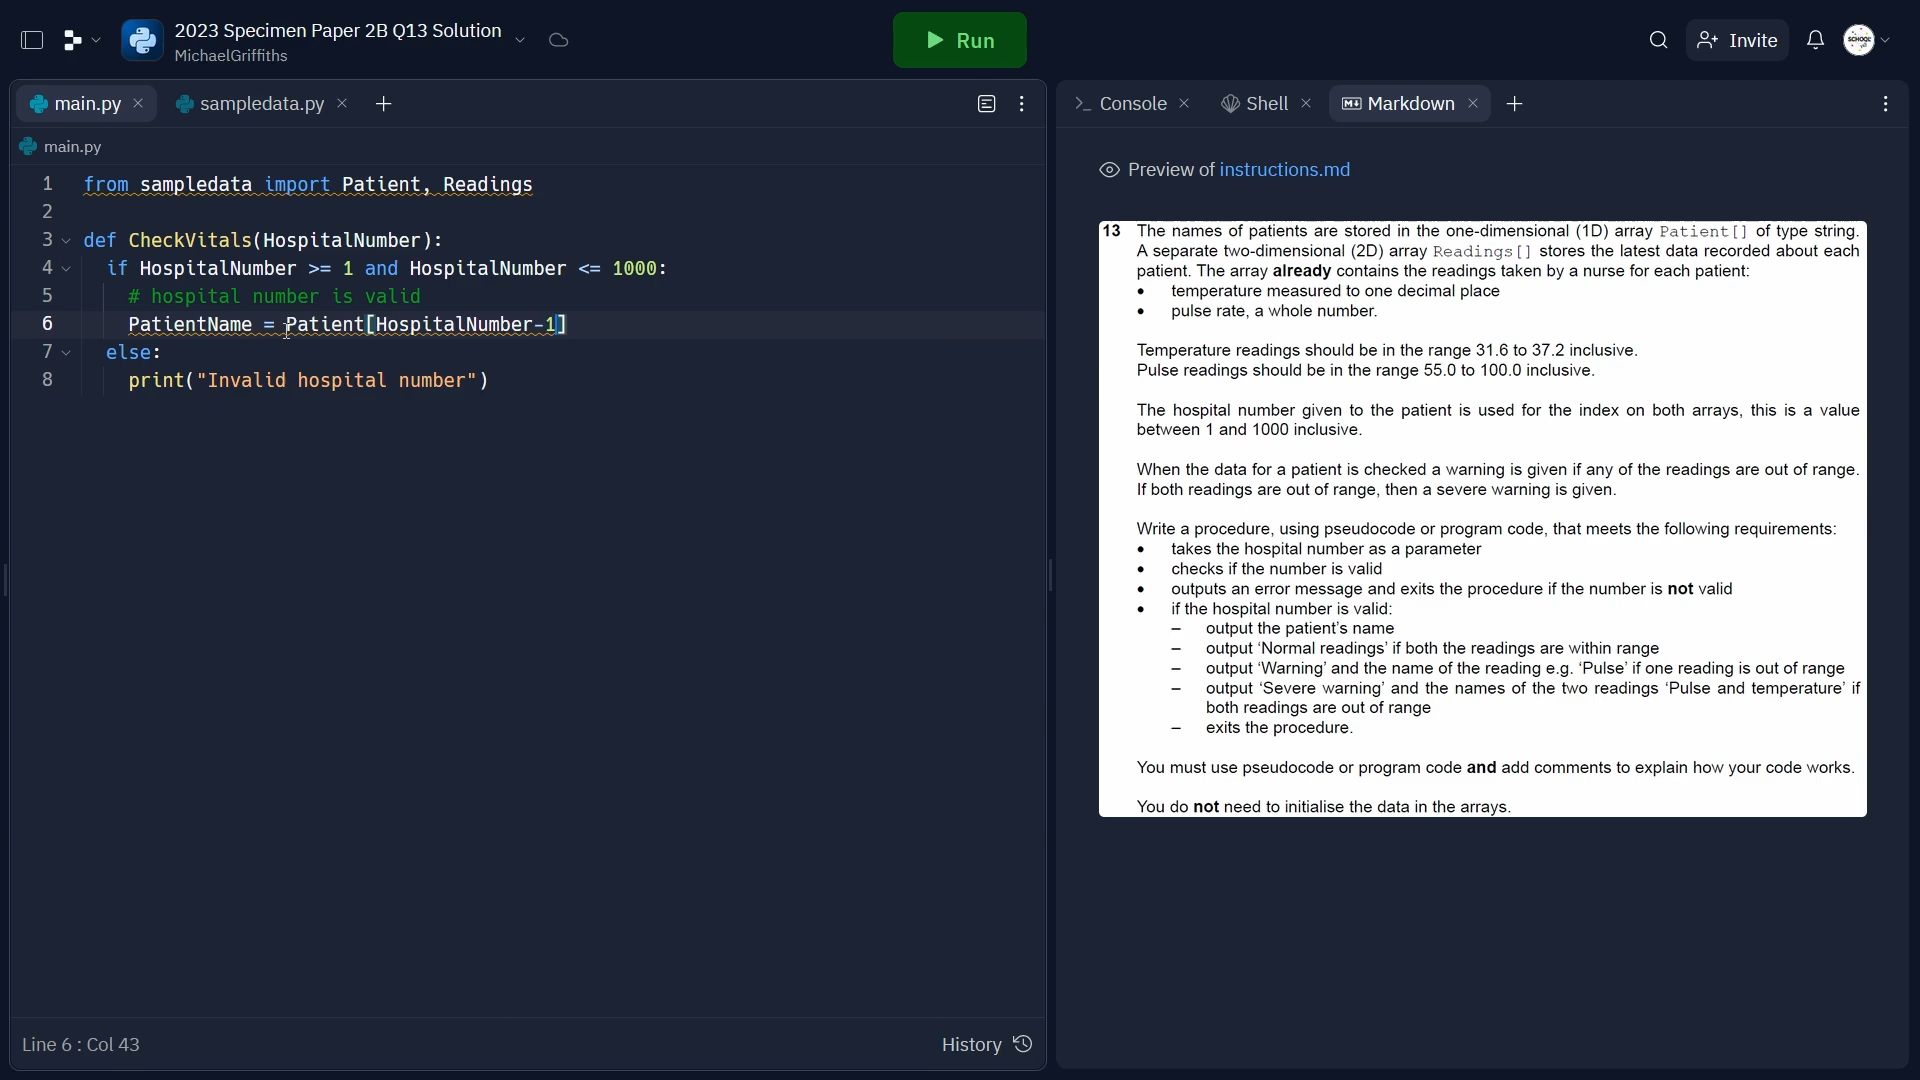 2023 Specimen Paper 2B Q13 Solution
MichaelGriffiths
Run
Invite
main.py
sampledata.py
main.py
1 from sampledata import Patient, Readings
2
3 def CheckVitals(HospitalNumber):
4 if HospitalNumber >= 1 and HospitalNumber <= 1000:
5 # hospital number is valid
6 PatientName = Patient[HospitalNumber-1]
7 else:
8 print("Invalid hospital number")
Line 6 : Col 43
History
Console
Shell
Markdown
Preview of instructions.md
13 The names of patients are stored in the one-dimensional (1D) array Patient[] of type string.
A separate two-dimensional (2D) array Readings[] stores the latest data recorded about each
patient. The array already contains the readings taken by a nurse for each patient:
• temperature measured to one decimal place
• pulse rate, a whole number.
Temperature readings should be in the range 31.6 to 37.2 inclusive.
Pulse readings should be in the range 55.0 to 100.0 inclusive.
The hospital number given to the patient is used for the index on both arrays, this is a value
between 1 and 1000 inclusive.
When the data for a patient is checked a warning is given if any of the readings are out of range.
If both readings are out of range, then a severe warning is given.
Write a procedure, using pseudocode or program code, that meets the following requirements:
• takes the hospital number as a parameter
• checks if the number is valid
• outputs an error message and exits the procedure if the number is not valid
• if the hospital number is valid:
– output the patient’s name
– output ‘Normal readings’ if both the readings are within range
– output ‘Warning’ and the name of the reading e.g. ‘Pulse’ if one reading is out of range
– output ‘Severe warning’ and the names of the two readings ‘Pulse and temperature’ if
both readings are out of range
– exits the procedure.
You must use pseudocode or program code and add comments to explain how your code works.
You do not need to initialise the data in the arrays.